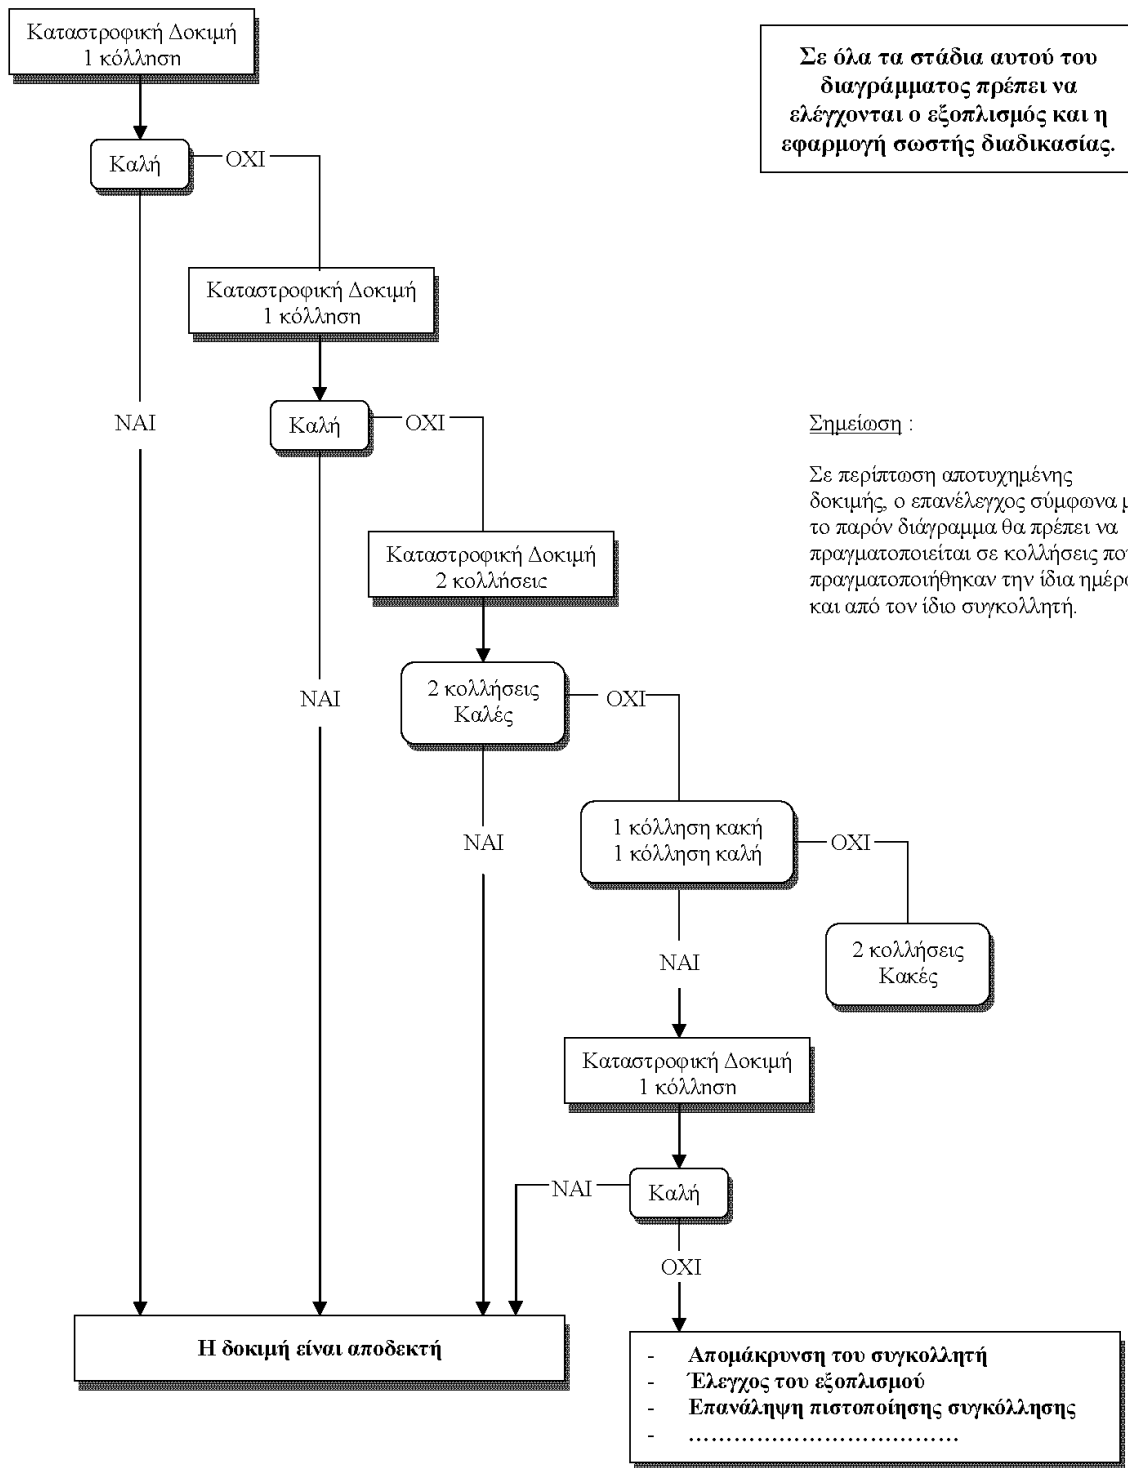 Καταστροφική Δοκιμή
1 κόλληση
Σε όλα τα στάδια αυτού του
διαγράμματος πρέπει να
ελέγχονται ο εξοπλισμός και η
εφαρμογή σωστής διαδικασίας.
Καλή
ΟΧΙ
Καταστροφική Δοκιμή
1 κόλληση
ΝΑΙ
Καλή
ΟΧΙ
Σημείωση :
Σε περίπτωση αποτυχημένης
δοκιμής, ο επανέλεγχος σύμφωνα
το παρόν διάγραμμα θα πρέπει να
πραγματοποιείται σε κολλήσεις
πραγματοποιήθηκαν την ίδια
και από τον ίδιο συγκολλητή.
Καταστροφική Δοκιμή
2 κολλήσεις
ΝΑΙ
2 κολλήσεις
Καλές
ΟΧΙ
ΝΑΙ
1 κόλληση κακή
1 κόλληση καλή
ΟΧΙ
ΝΑΙ
2 κολλήσεις
Κακές
Καταστροφική Δοκιμή
1 κόλληση
ΝΑΙ
Καλή
ΟΧΙ
Η δοκιμή είναι αποδεκτή
- Απομάκρυνση του συγκολλητή
- Έλεγχος του εξοπλισμού
- Επανάληψη πιστοποίησης συγκόλλησης
- ……………………………